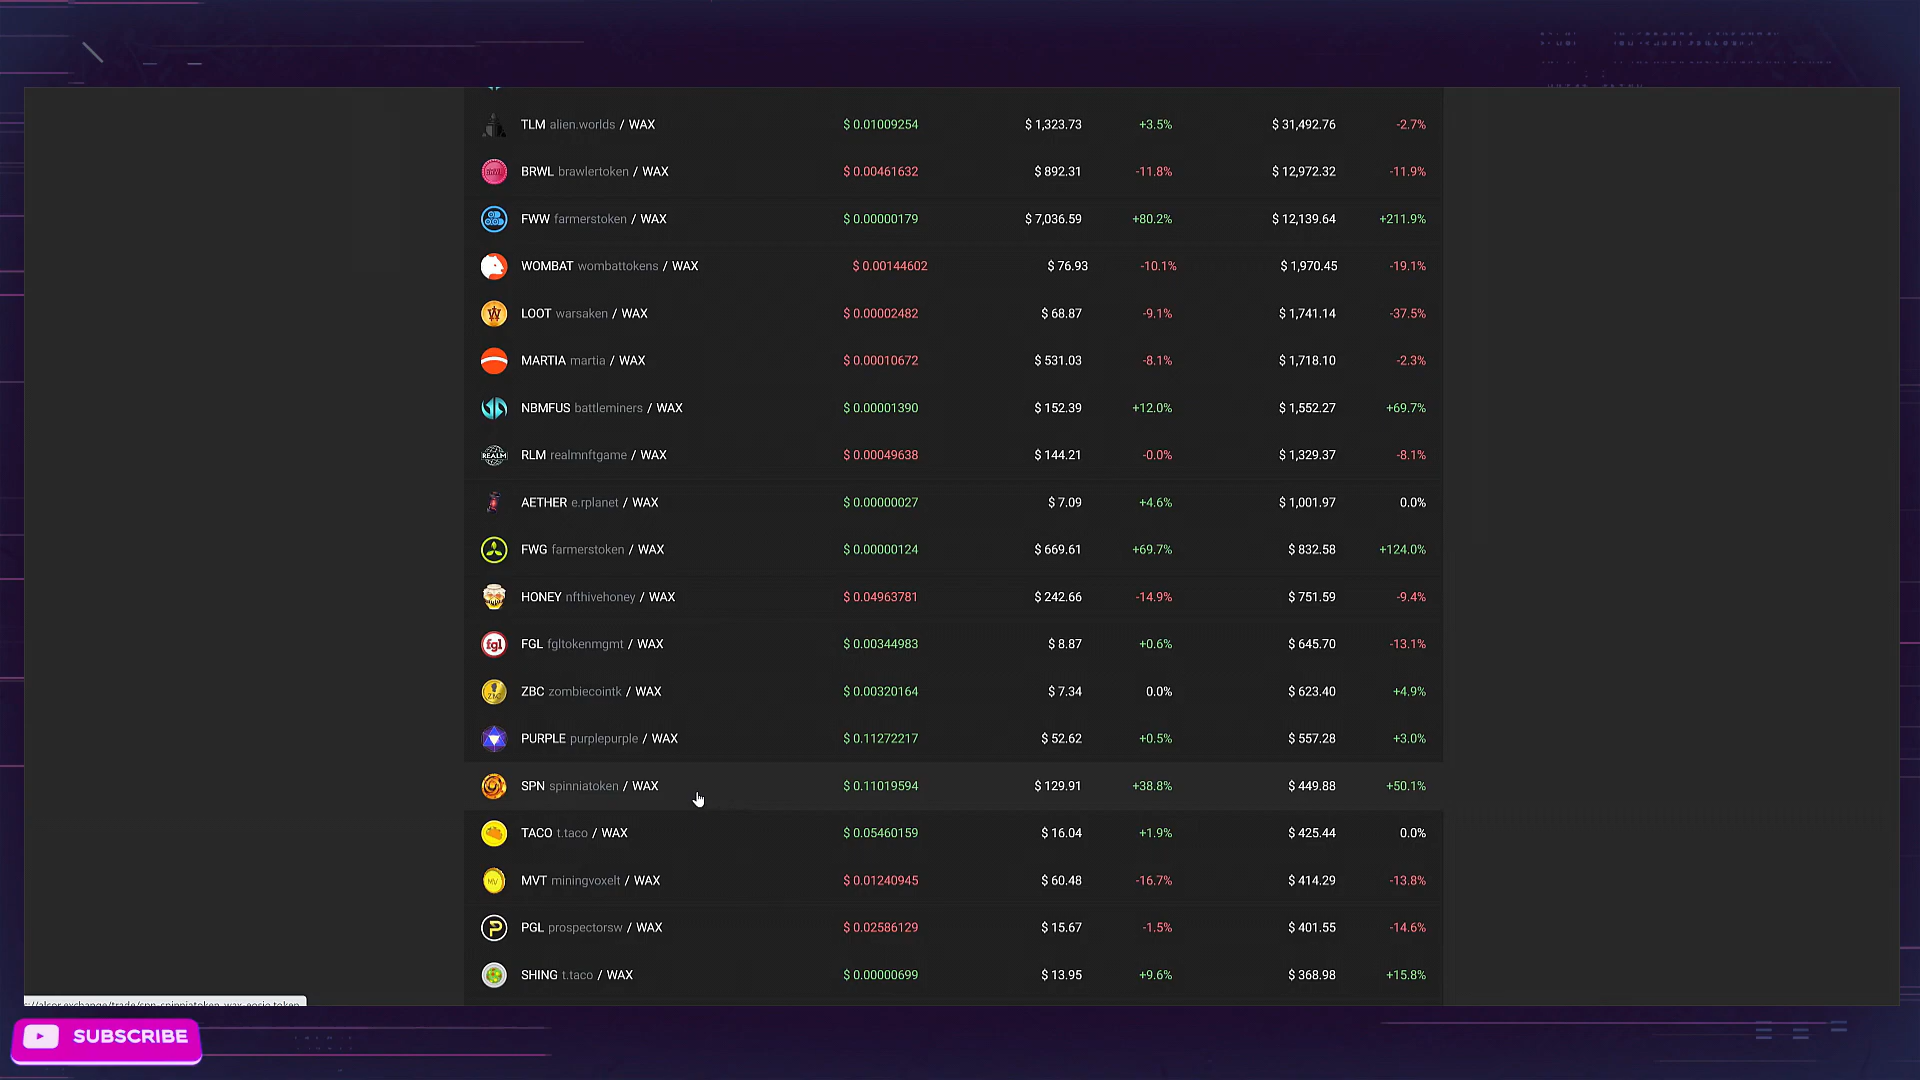 TLM alien.worlds / WAX $ 0.01009254 $ 1,323.73 +3.5% $ 31,492.76 -2.7%
BRWL brawlertoken / WAX $ 0.00461632 $ 892.31 -11.8% $ 12,972.32 -11.9%
FWW farmerstoken / WAX $ 0.00000179 $ 7,036.59 +80.2% $ 12,139.64 +211.9%
WOMBAT wombattokens / WAX $ 0.00144602 $ 76.93 -10.1% $ 1,970.45 -19.1%
LOOT warsaken / WAX $ 0.00002482 $ 68.87 -9.1% $ 1,741.14 -37.5%
MARTIA martia / WAX $ 0.00010672 $ 531.03 -8.1% $ 1,718.10 -2.3%
NBMFUS battleminers / WAX $ 0.00001390 $ 152.39 +12.0% $ 1,552.27 +69.7%
REALM RLM realmnftgame / WAX $ 0.00049638 $ 144.21 -0.0% $ 1,329.37 -8.1%
AETHER e.rplanet / WAX $ 0.00000027 $ 7.09 +4.6% $ 1,001.97 0.0%
FWG farmerstoken / WAX $ 0.00000124 $ 669.61 +69.7% $ 832.58 +124.0%
HONEY nfthivehoney / WAX $ 0.04963781 $ 242.66 -14.9% $ 751.59 -9.4%
fgl FGL fgltokenmgmt / WAX $ 0.00344983 $ 8.87 +0.6% $ 645.70 -13.1%
ZBC zombiecointk / WAX $ 0.00320164 $ 7.34 0.0% $ 623.40 +4.9%
PURPLE purplepurple / WAX $ 0.11272217 $ 52.62 +0.5% $ 557.28 +3.0%
SPN spinniatoken / WAX $ 0.11019594 $ 129.91 +38.8% $ 449.88 +50.1%
TACO t.taco / WAX $ 0.05460159 $ 16.04 +1.9% $ 425.44 0.0%
MV MVT miningvoxelt / WAX $ 0.01240945 $ 60.48 -16.7% $ 414.29 -13.8%
PGL prospectorsw / WAX $ 0.02586129 $ 15.67 -1.5% $ 401.55 -14.6%
SHING t.taco / WAX $ 0.00000699 $ 13.95 +9.6% $ 368.98 +15.8%
://alcor.exchange/trade/spn-spinniatoken_wax-eosio.token
SUBSCRIBE